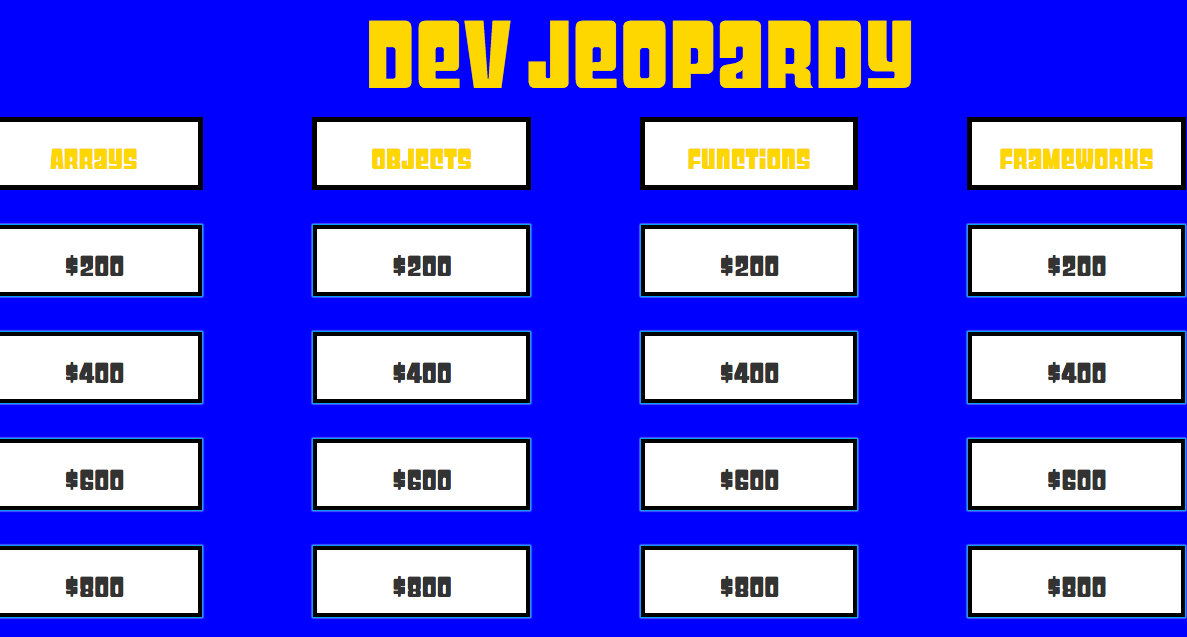 DeV JeOPaRDY
ARRaYS OBJeCTS FUNCTiONS FRaMeWORKS
$200 $200 $200 $200
$400 $400 $400 $400
$600 $600 $600 $600
$800 $800 $800 $800